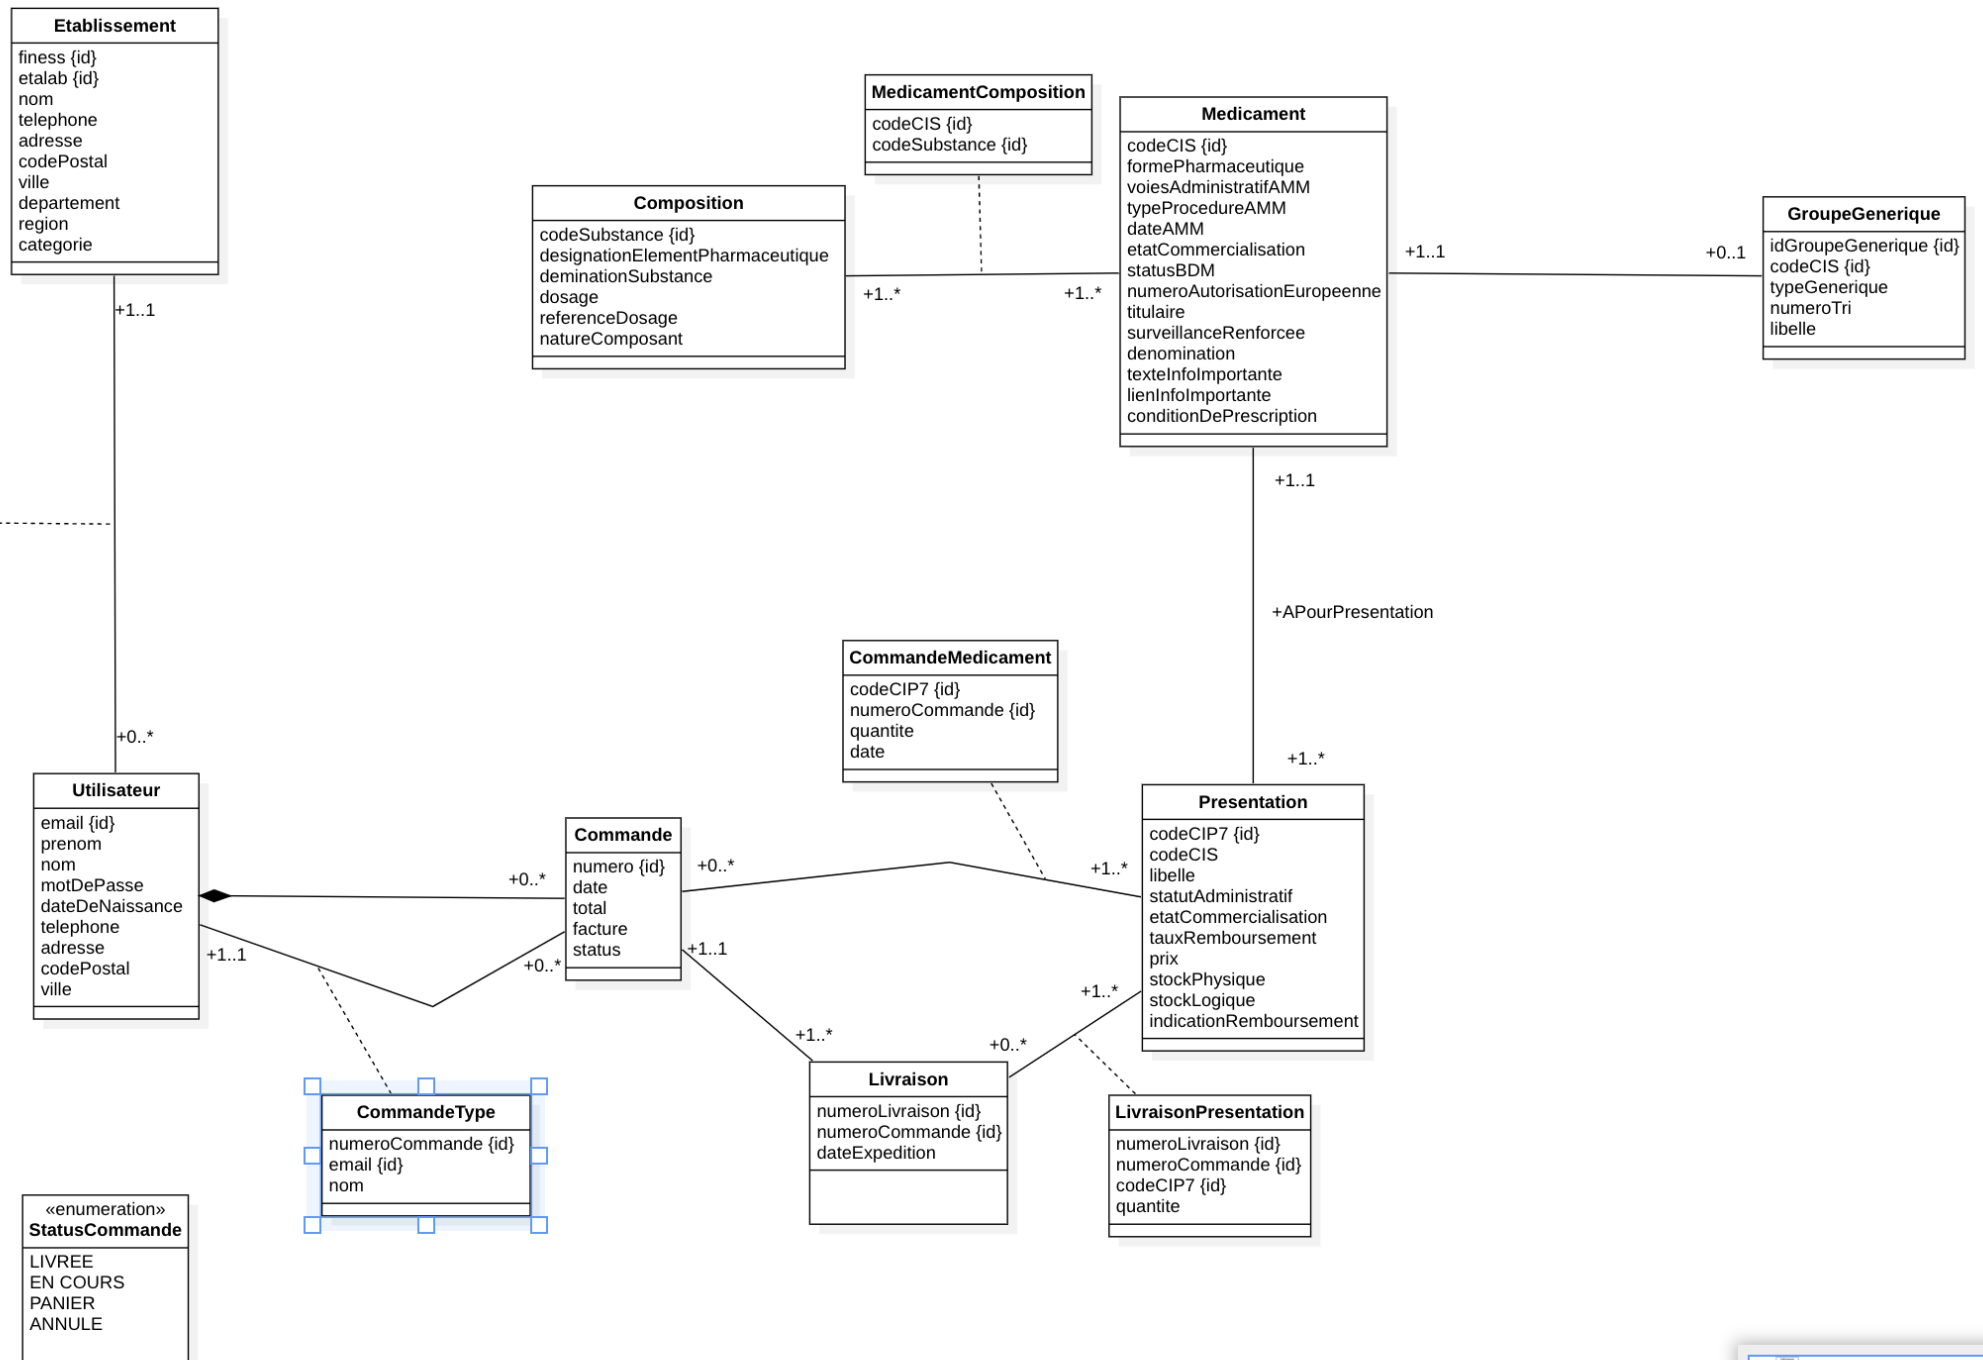 Etablissement
finess {id}
etalab {id}
nom
telephone
adresse
codePostal
ville
departement
region
categorie
+1..1
+0..*
MedicamentComposition
codeCIS {id}
codeSubstance {id}
Composition
codeSubstance {id}
designationElementPharmaceutique
deminationSubstance
dosage
referenceDosage
natureComposant
+1..*
+1..*
Medicament
codeCIS {id}
formePharmaceutique
voiesAdministratifAMM
typeProcedureAMM
dateAMM
etatCommercialisation
statusBDM
numeroAutorisationEuropeenne
titulaire
surveillanceRenforcee
denomination
texteInfoImportante
lienInfoImportante
conditionDePrescription
+1..1
+0..1
GroupeGenerique
idGroupeGenerique {id}
codeCIS {id}
typeGenerique
numeroTri
libelle
+1..1
+APourPresentation
+1..*
CommandeMedicament
codeCIP7 {id}
numeroCommande {id}
quantite
date
Utilisateur
email {id}
prenom
nom
motDePasse
dateDeNaissance
telephone
adresse
codePostal
ville
+0..*
+1..1
+0..*
Commande
numero {id}
date
total
facture
status
+0..*
+1..*
+1..1
+1..*
Presentation
codeCIP7 {id}
codeCIS
libelle
statutAdministratif
etatCommercialisation
tauxRemboursement
prix
stockPhysique
stockLogique
indicationRemboursement
+1..*
+0..*
CommandeType
numeroCommande {id}
email {id}
nom
Livraison
numeroLivraison {id}
numeroCommande {id}
dateExpedition
LivraisonPresentation
numeroLivraison {id}
numeroCommande {id}
codeCIP7 {id}
quantite
«enumeration»
StatusCommande
LIVREE
EN COURS
PANIER
ANNULE